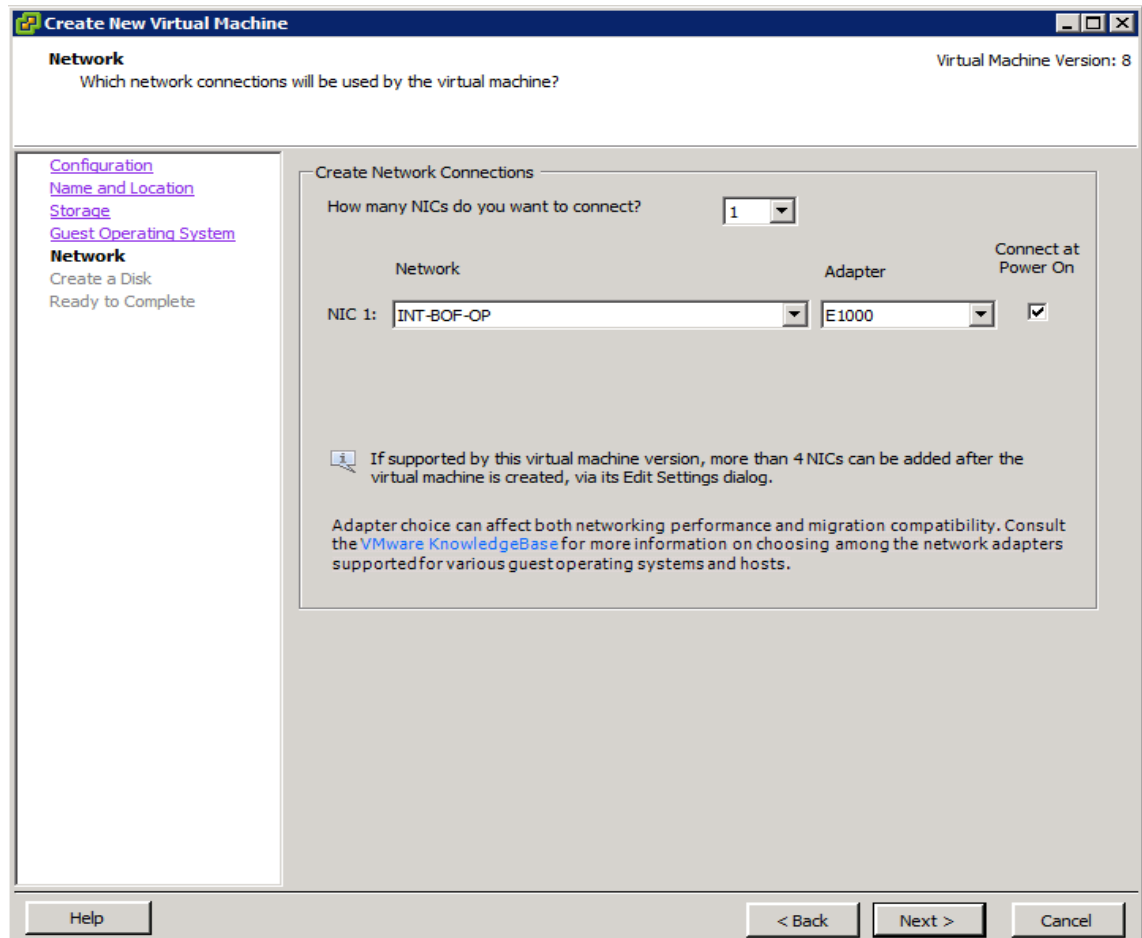 Create New Virtual Machine
Network
Virtual Machine Version: 8
Which network connections will be used by the virtual machine?
Configuration
Name and Location
Storage
Guest Operating System
Network
Create a Disk
Ready to Complete
Create Network Connections
How many NICs do you want to connect?
1
Network
Adapter
Connect at
Power On
NIC 1:
INT-BOF-OP
E1000
If supported by this virtual machine version, more than 4 NICs can be added after the
virtual machine is created, via its Edit Settings dialog.
Adapter choice can affect both networking performance and migration compatibility. Consult
the VMware KnowledgeBase for more information on choosing among the network adapters
supported for various guest operating systems and hosts.
Help
< Back
Next >
Cancel